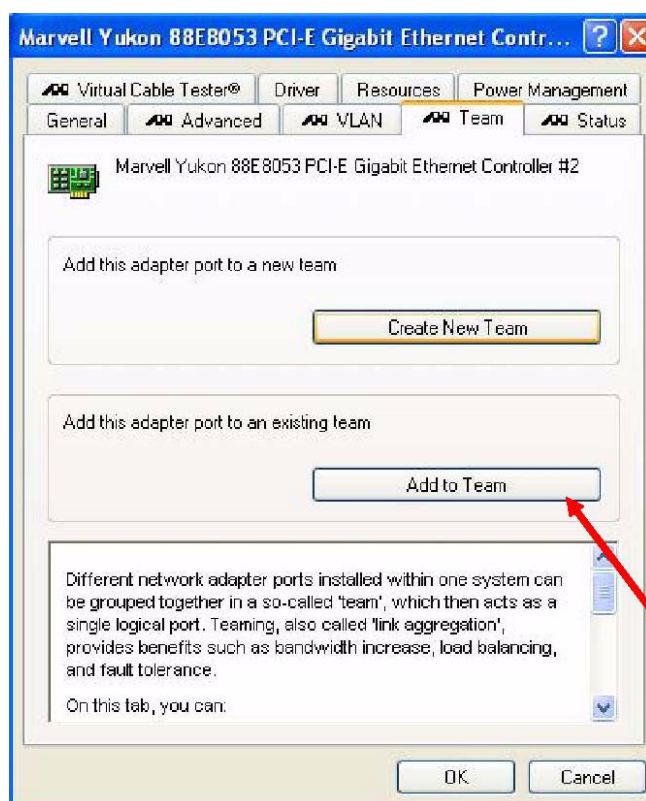 Marvell Yukon 88E8053 PCI-E Gigabit Ethernet Contr...
Virtual Cable Tester® Driver Resources Power Management
General Advanced VLAN Team Status
Marvell Yukon 88E8053 PCI-E Gigabit Ethernet Controller #2
Add this adapter port to a new team
Create New Team
Add this adapter port to an existing team
Add to Team
Different network adapter ports installed within one system can
be grouped together in a so-called 'team', which then acts as a
single logical port. Teaming, also called 'link aggregation',
provides benefits such as bandwidth increase, load balancing,
and fault tolerance.
On this tab, you can:
OK Cancel